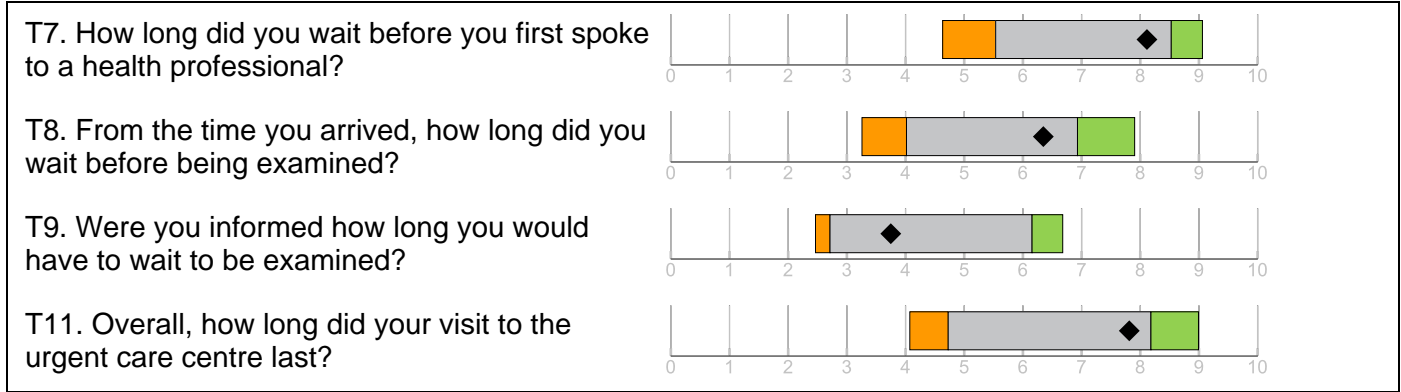 T7. How long did you wait before you first spoke
to a health professional?
0 1 2 3 4 5 6 7 8 9 10
T8. From the time you arrived, how long did you
wait before being examined?
0 1 2 3 4 5 6 7 8 9 10
T9. Were you informed how long you would
have to wait to be examined?
0 1 2 3 4 5 6 7 8 9 10
T11. Overall, how long did your visit to the
urgent care centre last?
0 1 2 3 4 5 6 7 8 9 10